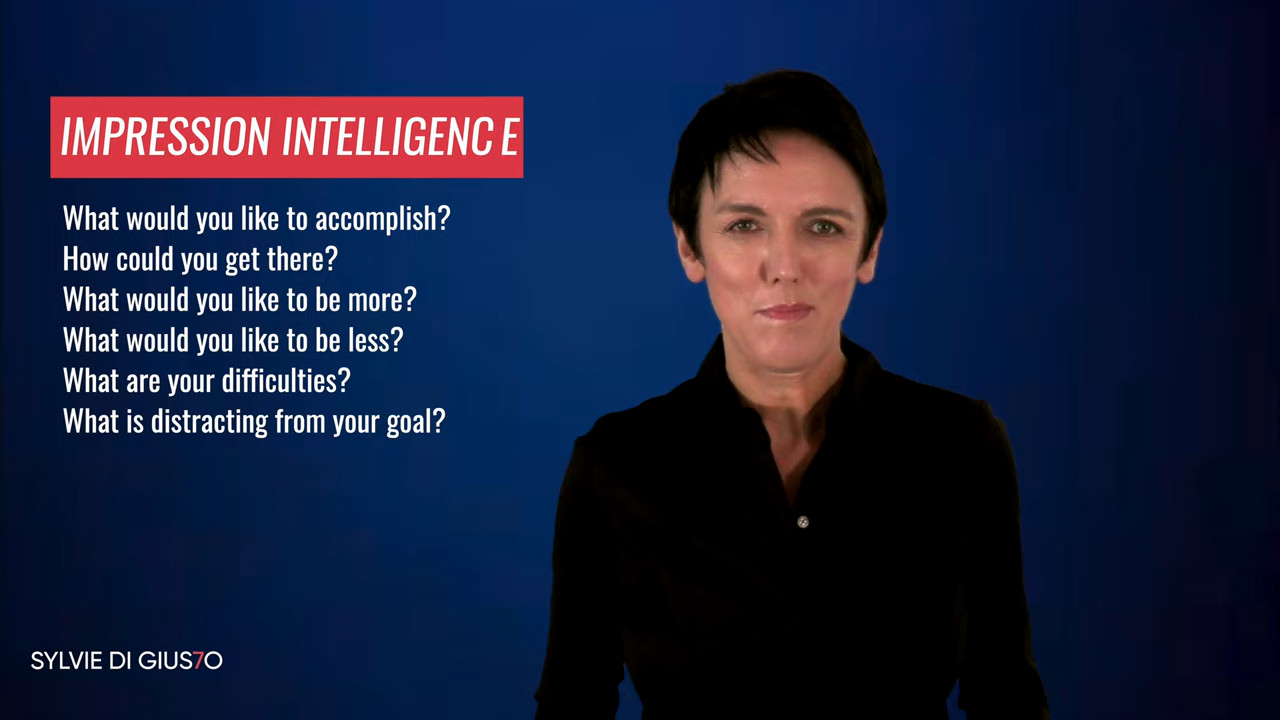 IMPRESSION INTELLIGENCE
What would you like to accomplish?
How could you get there?
What would you like to be more?
What would you like to be less?
What are your difficulties?
What is distracting from your goal?
SYLVIE DI GIUS7O